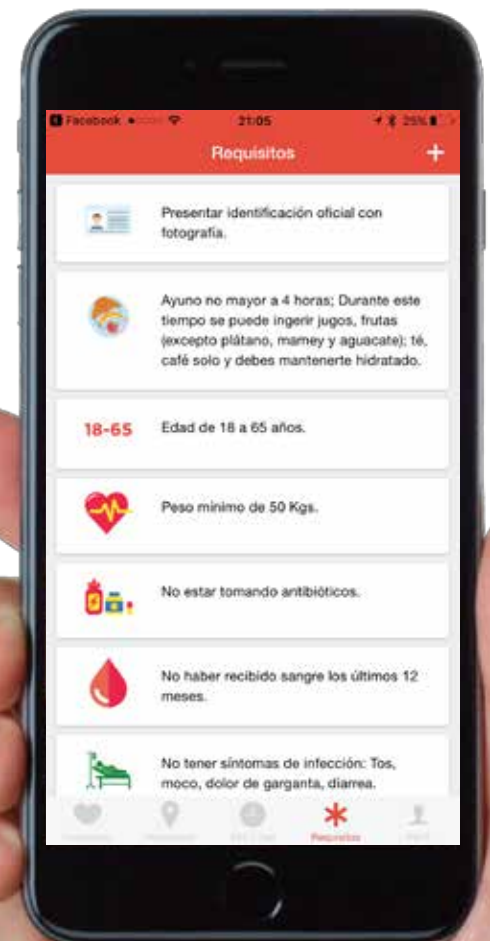 Facebook
21:05
25%
Requisitos
+
Presentar identificación oficial con
fotografía.
Ayuno no mayor a 4 horas; Durante este
tiempo se puede ingerir jugos, frutas
(excepto plátano, mamey y aguacate); té,
café solo y debes mantenerte hidratado.
18-65
Edad de 18 a 65 años.
Peso mínimo de 50 Kgs.
No estar tomando antibióticos.
No haber recibido sangre los últimos 12
meses.
No tener síntomas de infección: Tos,
moco, dolor de garganta, diarrea.
Requisitos